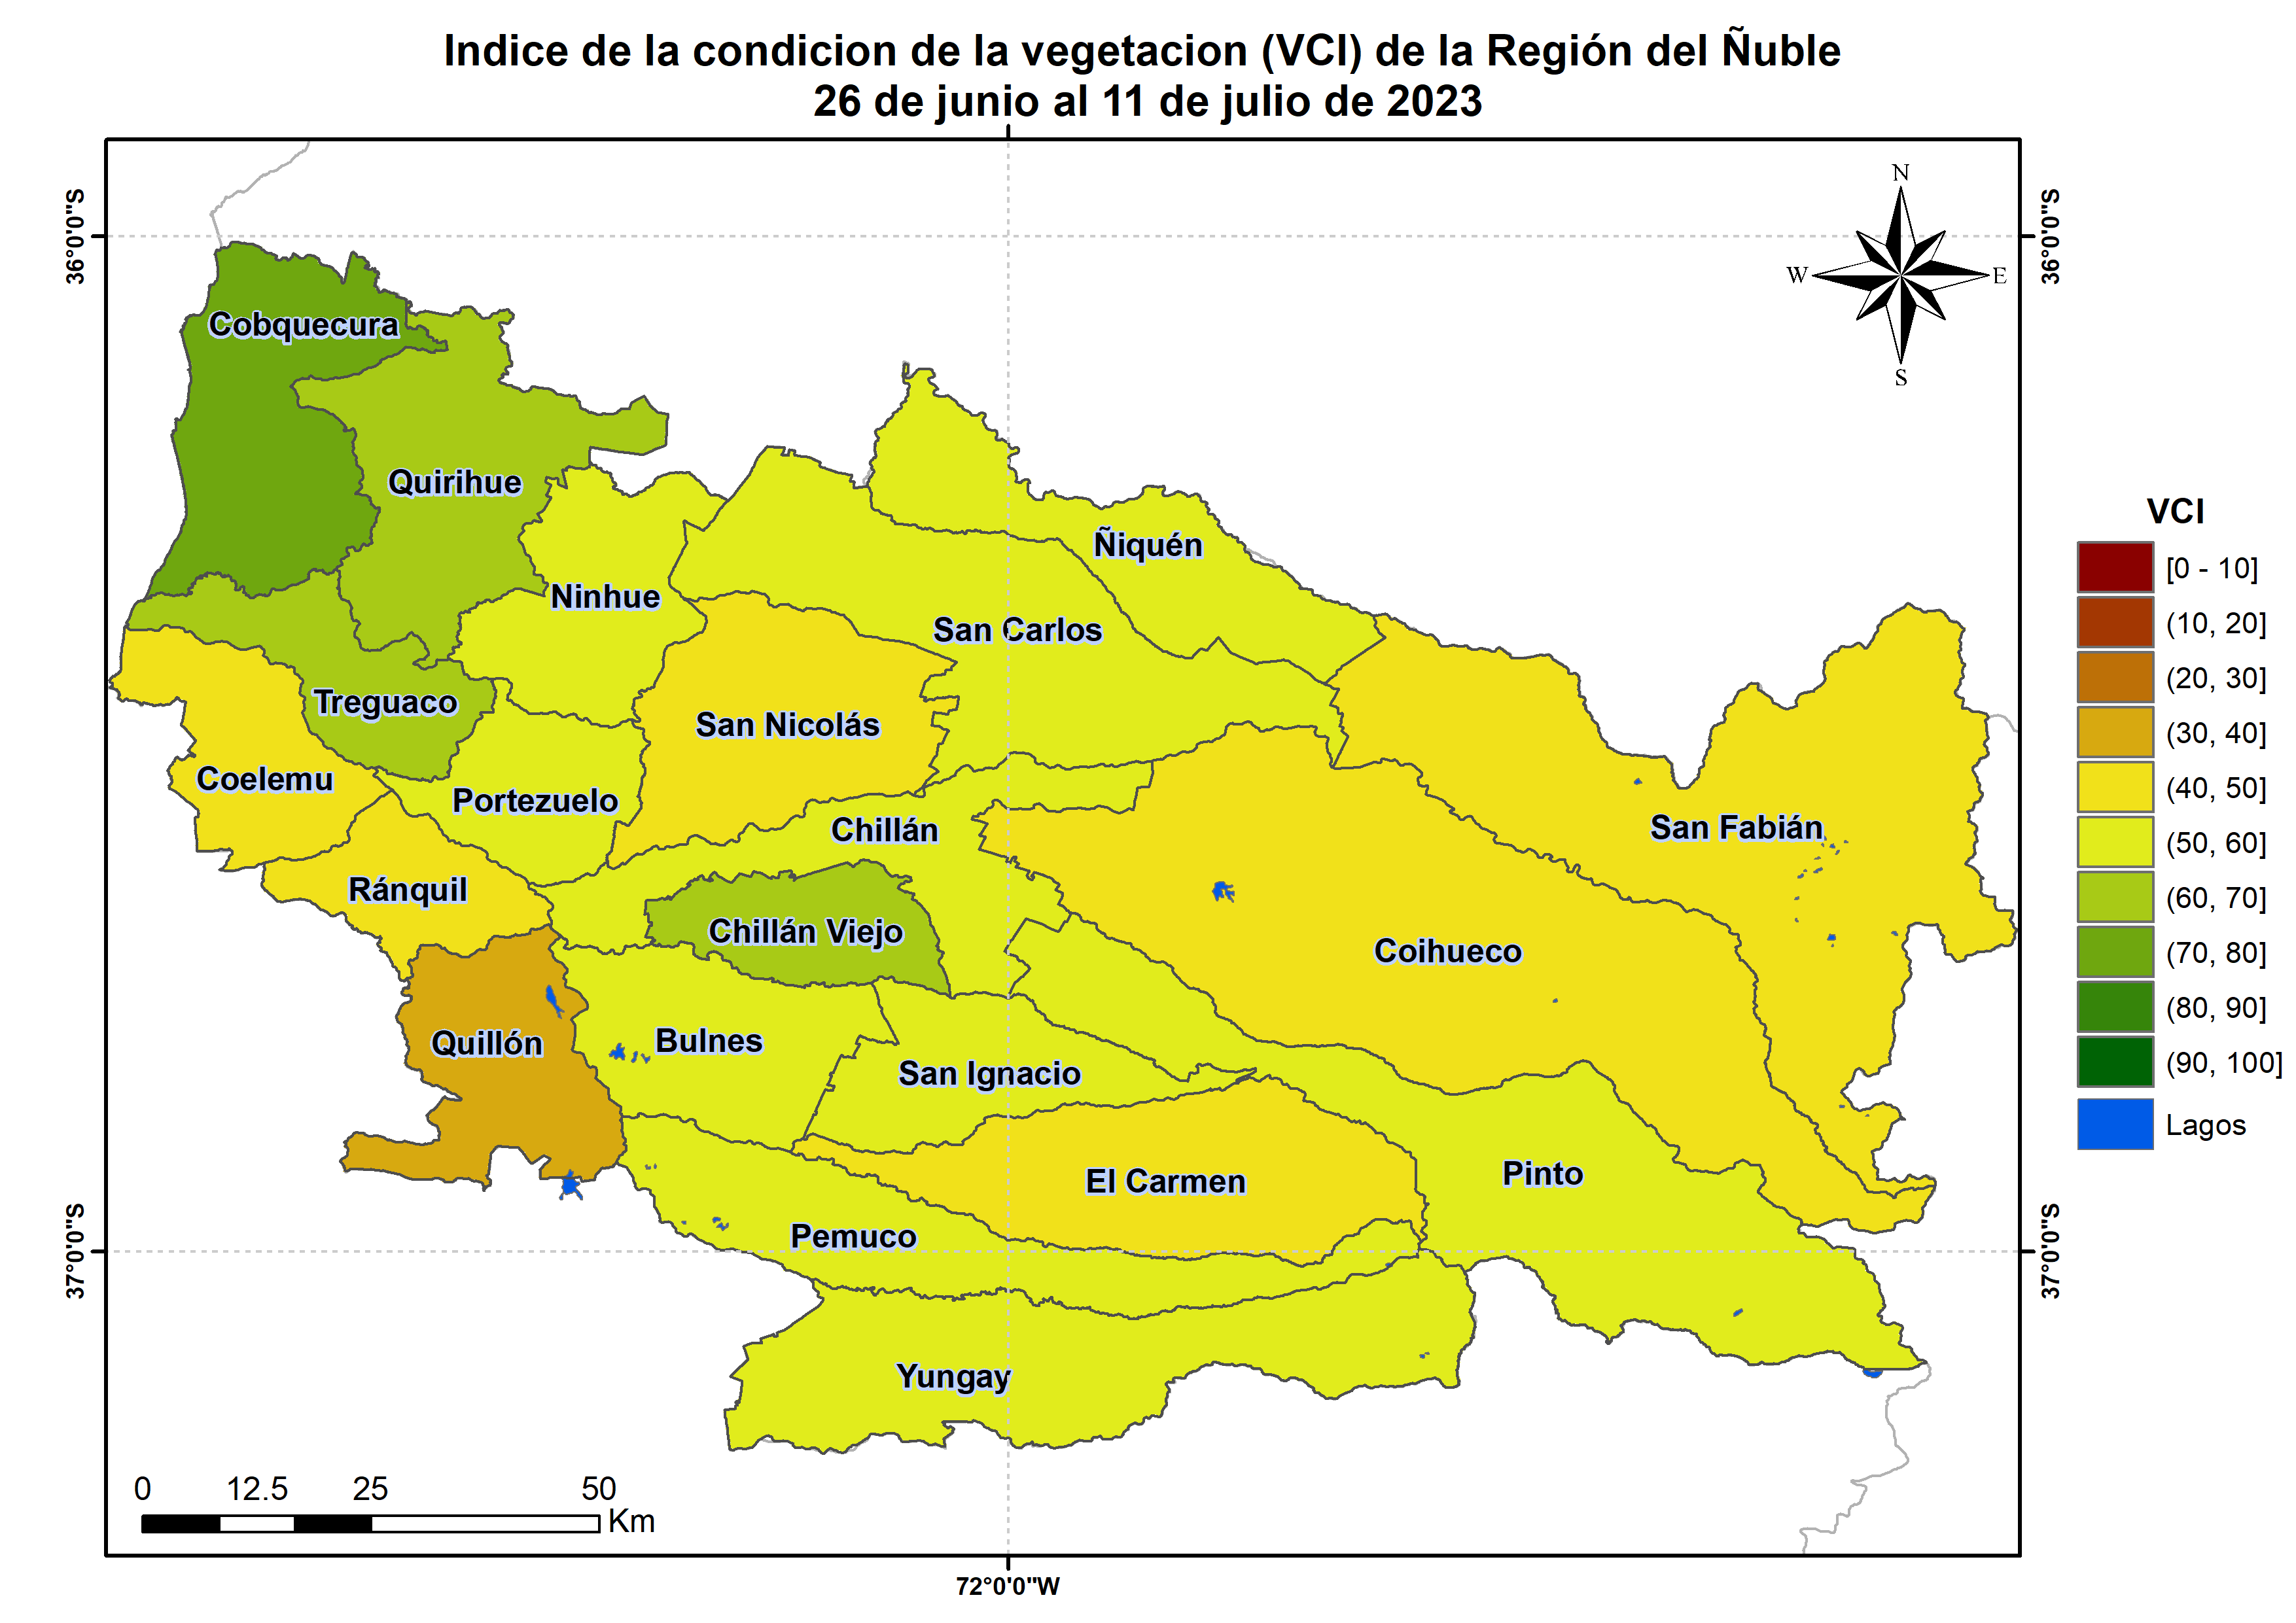 Indice de la condicion de la vegetacion (VCI) de la Región del Ñuble
26 de junio al 11 de julio de 2023
36°0'0"S
36°0'0"S
N
W
E
S
Cobquecura
Quirihue
Ñiquén
Ninhue
San Carlos
Treguaco
San Nicolás
Coelemu
Portezuelo
Chillán
San Fabián
Ránquil
Chillán Viejo
Coihueco
Quillón
Bulnes
San Ignacio
El Carmen
Pinto
Pemuco
Yungay
VCI
[0 - 10]
(10, 20]
(20, 30]
(30, 40]
(40, 50]
(50, 60]
(60, 70]
(70, 80]
(80, 90]
(90, 100]
Lagos
37°0'0"S
37°0'0"S
0 12.5 25 50
Km
72°0'0"W